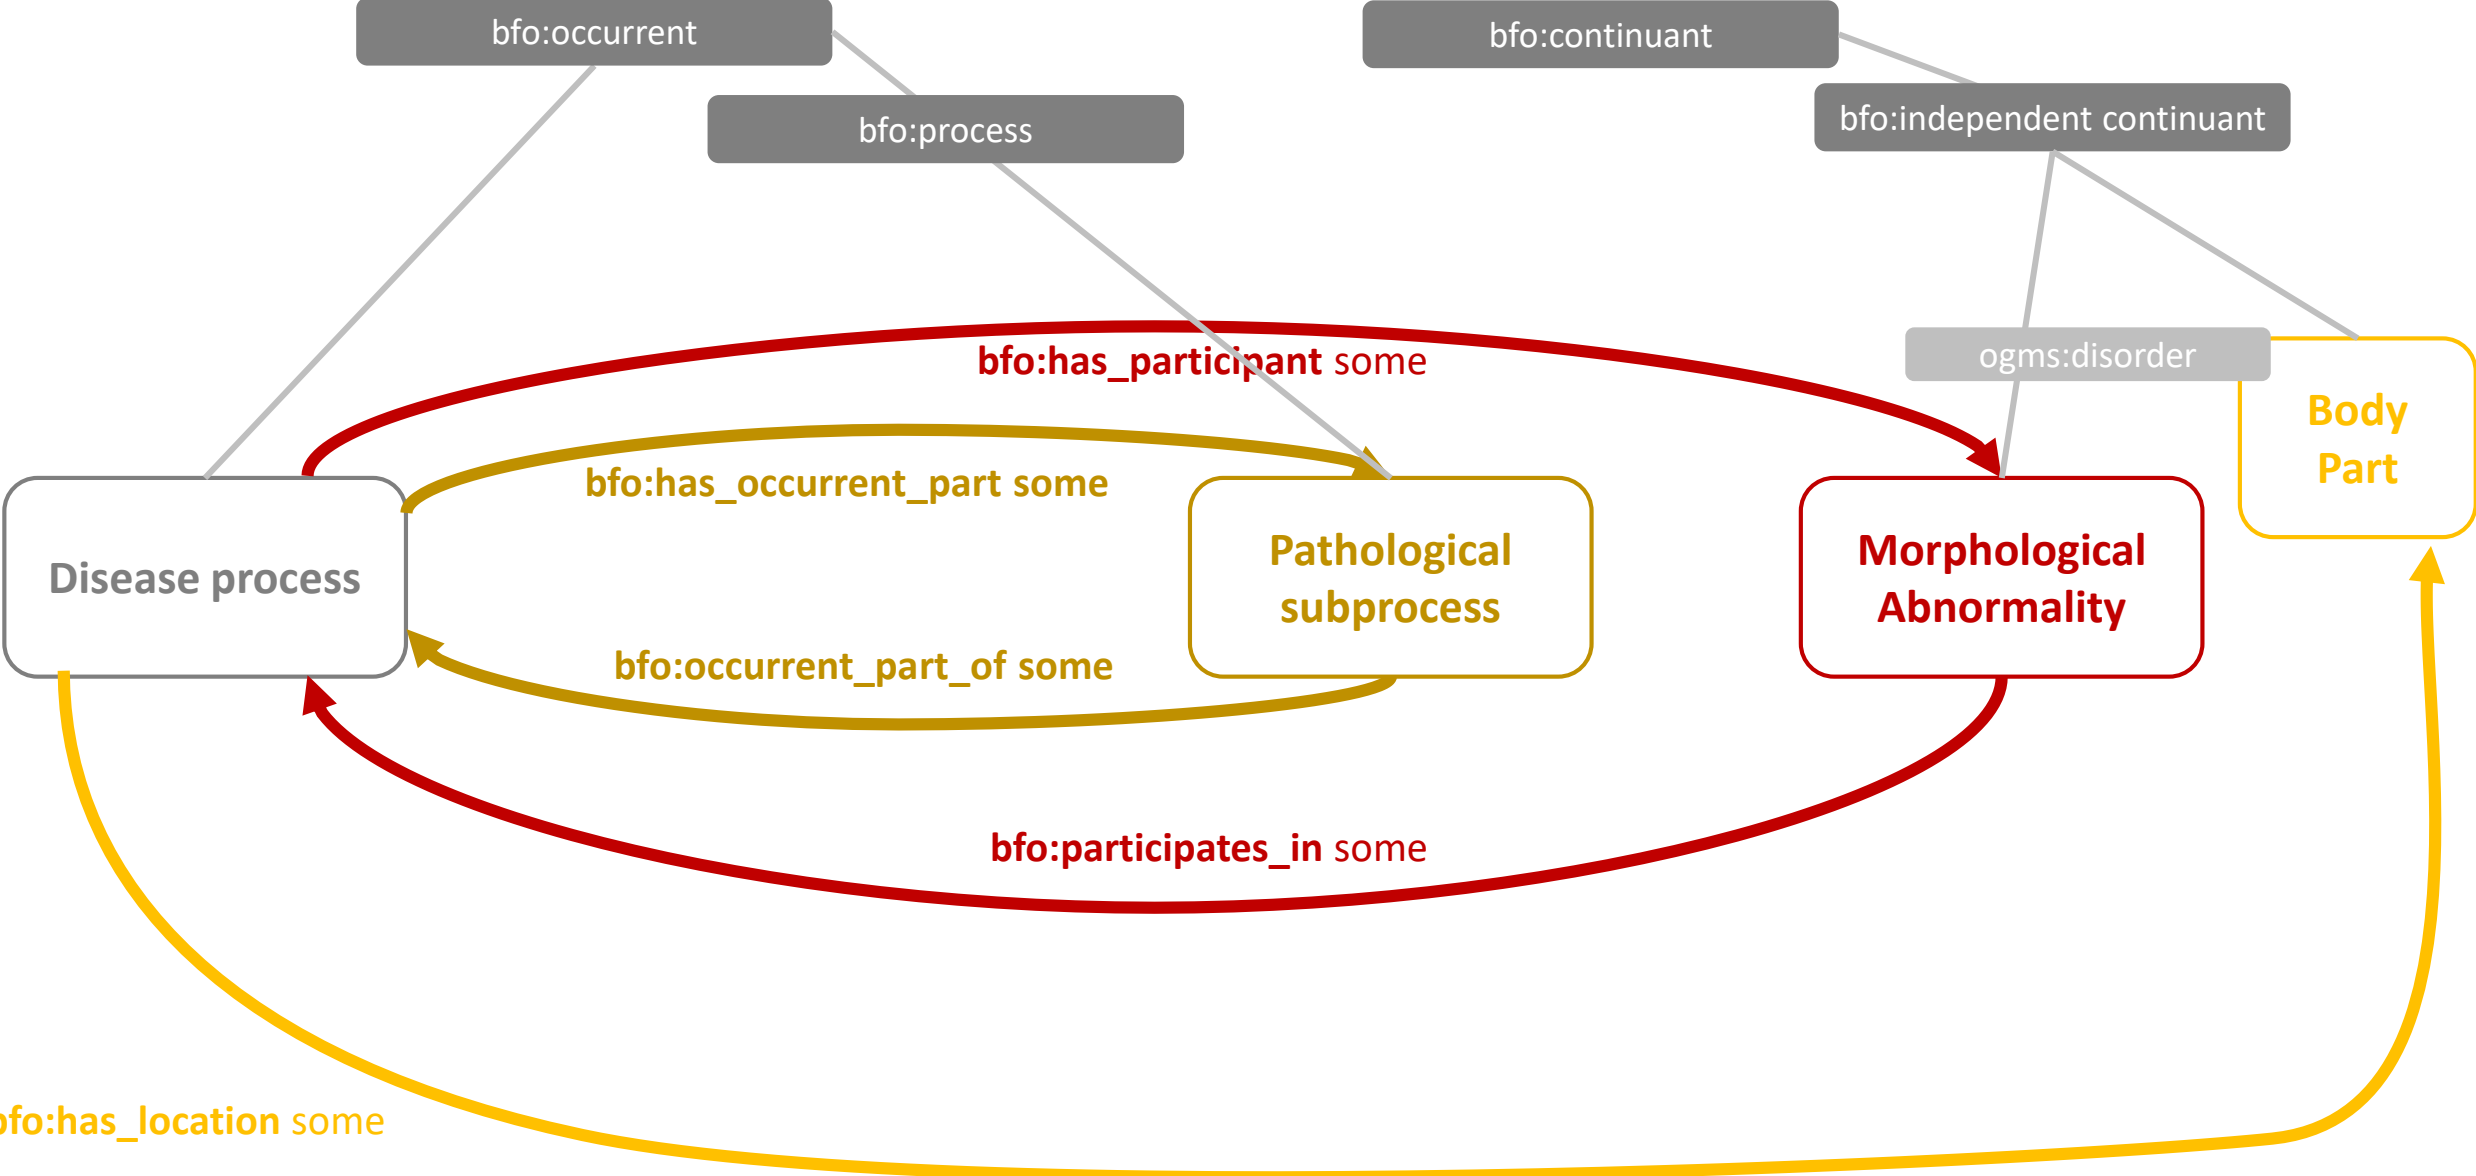 bfo:occurrent
bfo:continuant
bfo:process
bfo:independent continuant
bfo:has_participant some
ogms:disorder
Body
Part
bfo:has_occurrent_part some
Disease process
Pathological
subprocess
Morphological
Abnormality
bfo:occurrent_part_of some
bfo:participates_in some
bfo:has_location some